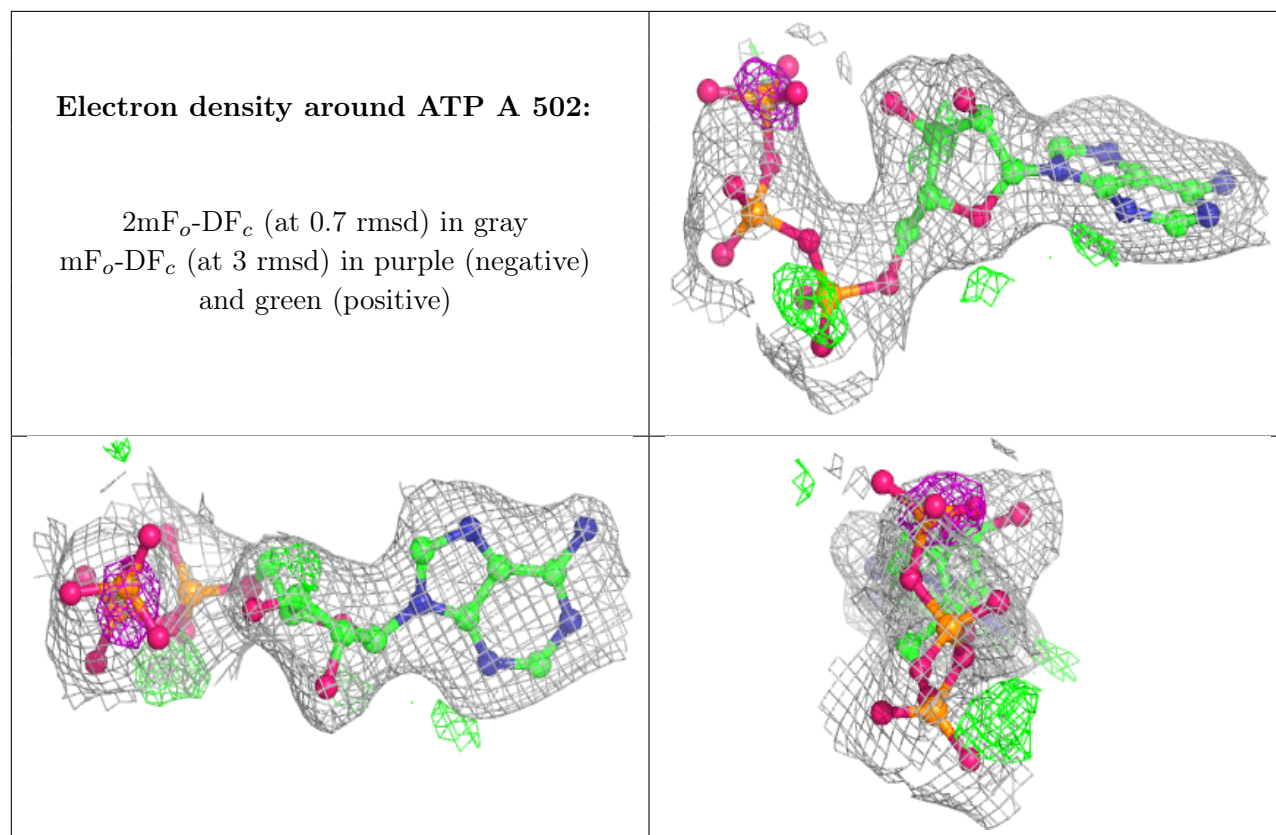 Electron density around ATP A 502:
2mFₒ-DF𝒸 (at 0.7 rmsd) in gray
mFₒ-DF𝒸 (at 3 rmsd) in purple (negative)
and green (positive)